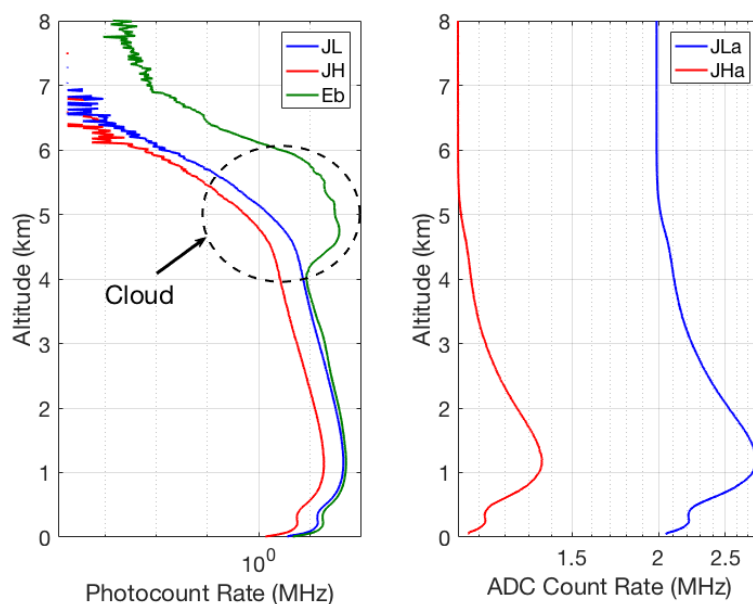 8
7
6
5
4
3
2
1
0
Altitude (km)
JL
JH
Eb
Cloud
10^0
Photocount Rate (MHz)
8
7
6
5
4
3
2
1
0
Altitude (km)
JLa
JHa
1.5
2
2.5
ADC Count Rate (MHz)